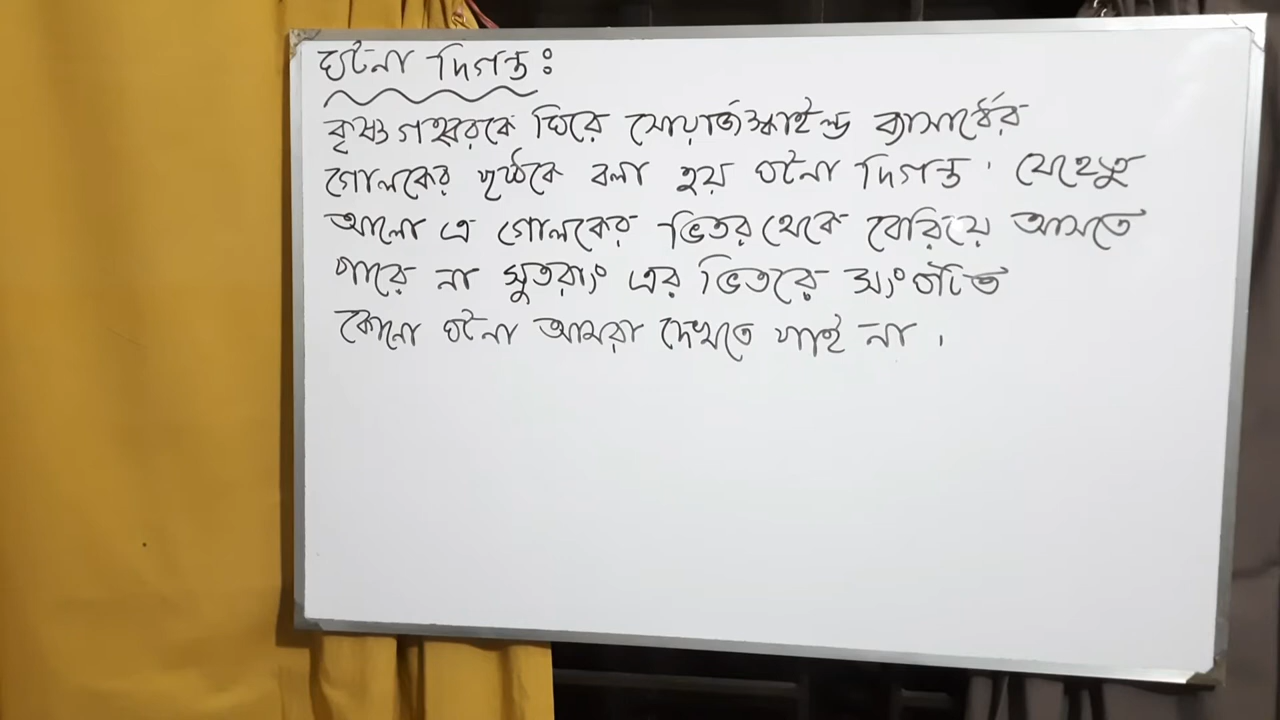 ঘটনা দিগন্ত ঃ
কৃষ্ণ গহ্বরকে ঘিরে সোয়ার্জস্কাইল্ড ব্যাসার্ধের
গোলকের পৃষ্ঠকে বলা হয় ঘটনা দিগন্ত । যেহেতু
আলো এ গোলকের ভিতর থেকে বেরিয়ে আসতে
পারে না সুতরাং এর ভিতরে সংঘটিত
কোনো ঘটনা আমরা দেখতে পাই না ।